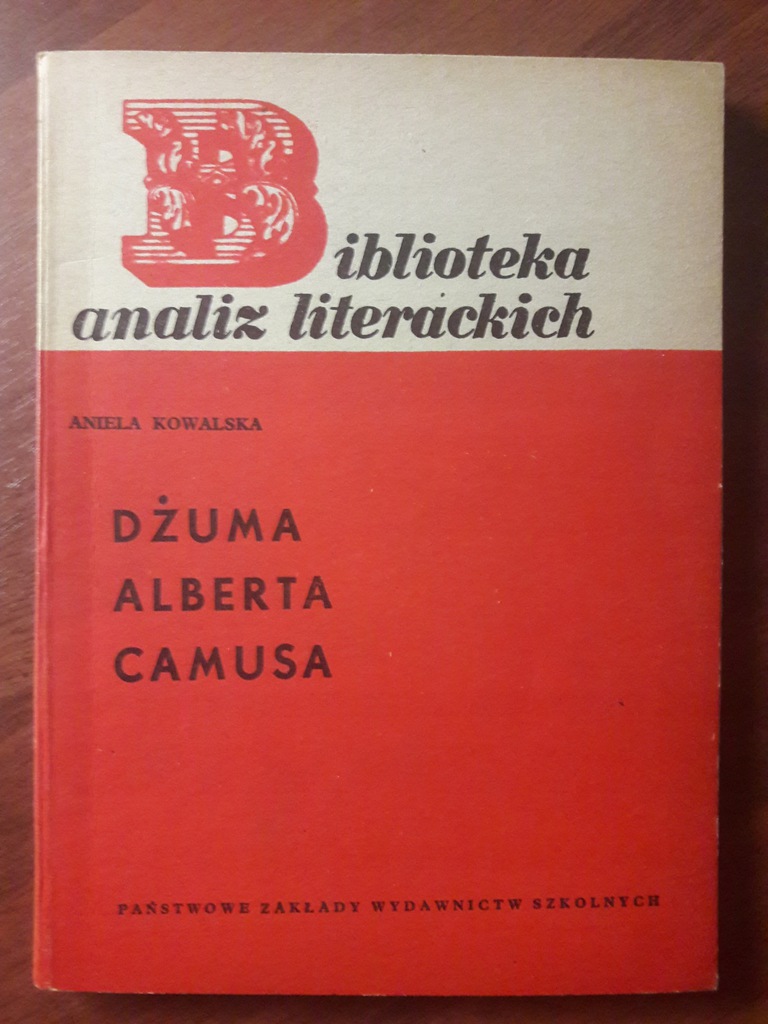 Biblioteka
analiz literackich
ANIELA KOWALSKA
DŻUMA
ALBERTA
CAMUSA
PAŃSTWOWE ZAKŁADY WYDAWNICTW SZKOLNYCH